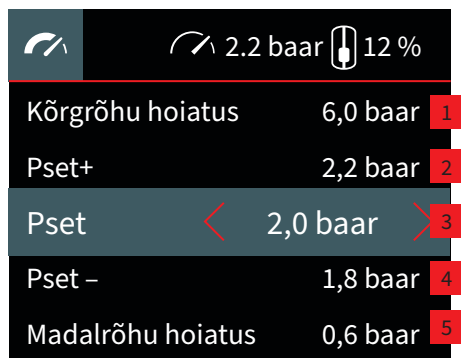 2.2 baar 12 %
Kõrgrõhu hoiatus 6,0 baar 1
Pset+ 2,2 baar 2
Pset 2,0 baar 3
Pset – 1,8 baar 4
Madalrõhu hoiatus 0,6 baar 5